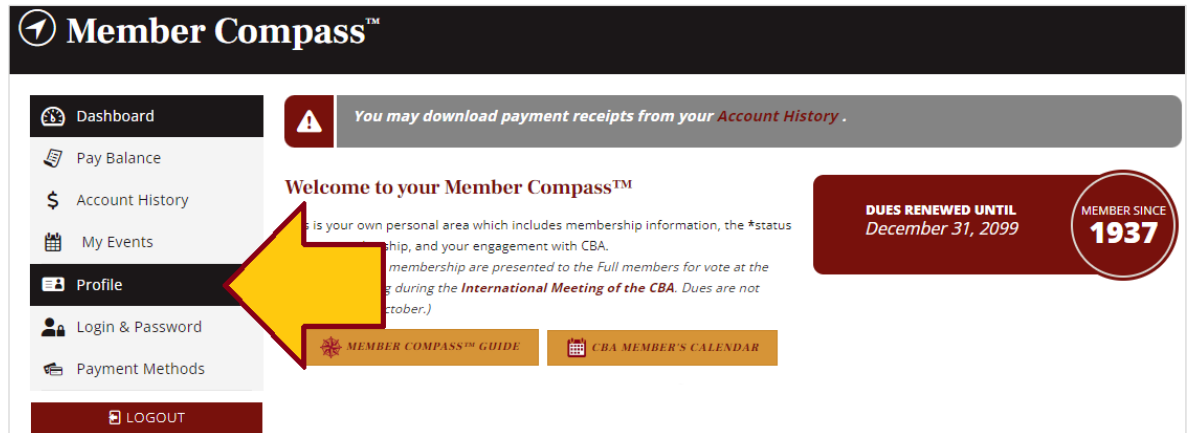 Member Compass™
Dashboard
Pay Balance
Account History
My Events
Profile
Login & Password
Payment Methods
LOGOUT
You may download payment receipts from your Account History .
Welcome to your Member Compass™
is your own personal area which includes membership information, the *status
and your engagement with CBA.
membership are presented to the Full members for vote at the
during the International Meeting of the CBA. Dues are not
MEMBER COMPASS™ GUIDE
CBA MEMBER'S CALENDAR
DUES RENEWED UNTIL
December 31, 2099
MEMBER SINCE
1937